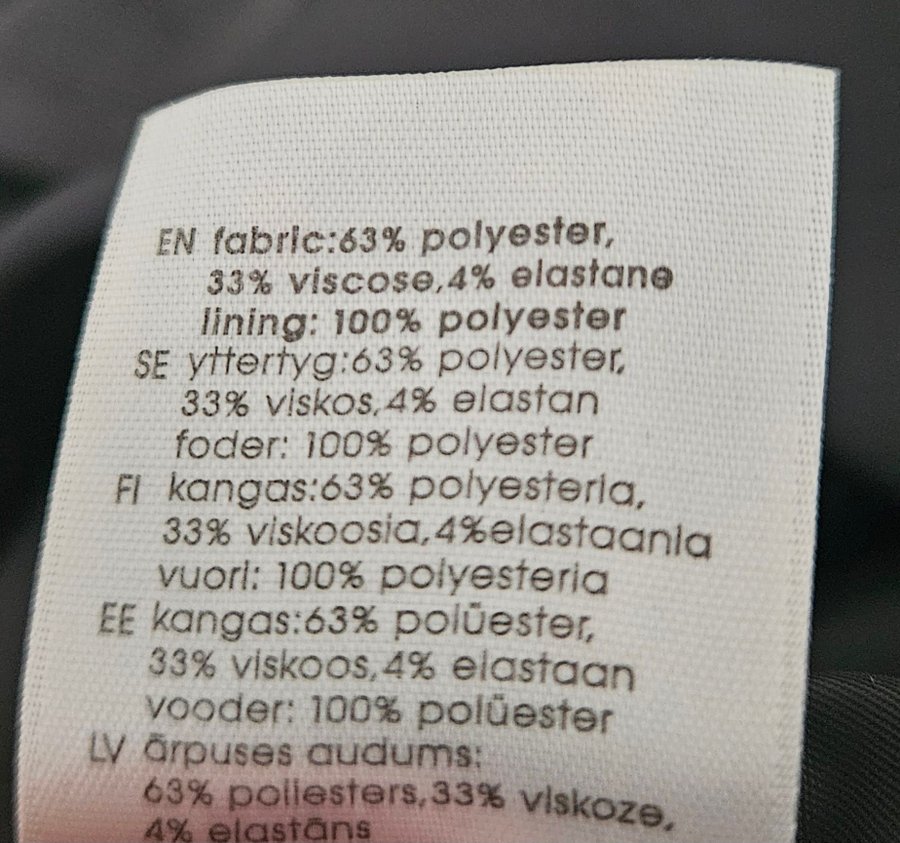 EN fabric:63% polyester,
33% viscose,4% elastane
lining: 100% polyester
SE yttertyg:63% polyester,
33% viskos,4% elastan
foder: 100% polyester
FI kangas:63% polyesteria,
33% viskoosia,4%elastaania
vuori: 100% polyesteria
EE kangas:63% polüester,
33% viskoos,4% elastaan
vooder: 100% polüester
LV ārpuses audums:
63% poliesters,33% viskoze,
4% elastāns